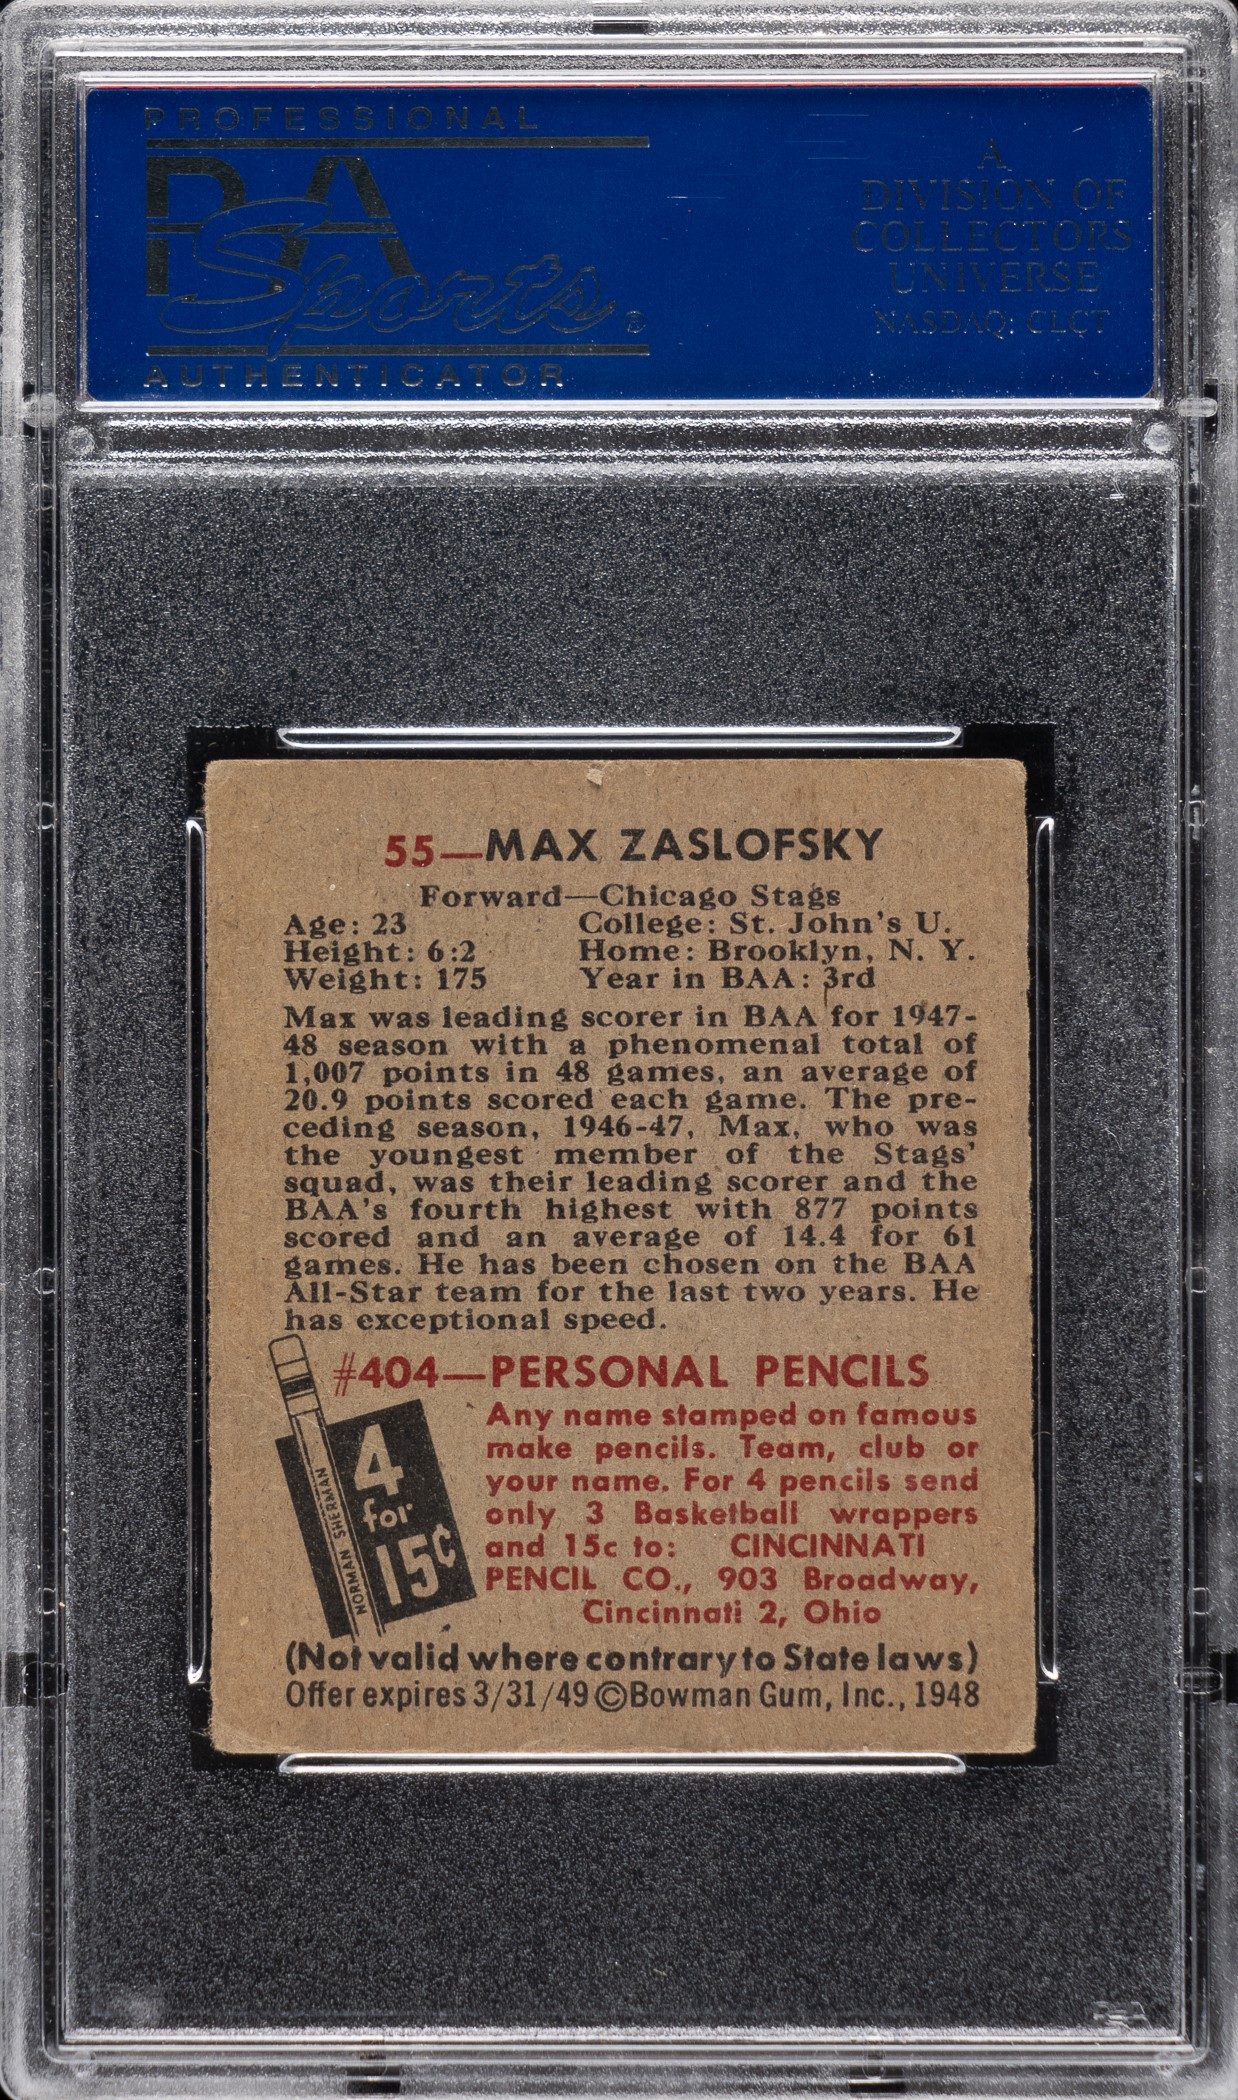 PROFESSIONAL
PSA
Sports®
AUTHENTICATOR
A
DIVISION OF
COLLECTORS
UNIVERSE
NASDAQ: CLCT
55—MAX ZASLOFSKY
Forward—Chicago Stags
Age: 23 College: St. John's U.
Height: 6:2 Home: Brooklyn, N. Y.
Weight: 175 Year in BAA: 3rd
Max was leading scorer in BAA for 1947-
48 season with a phenomenal total of
1,007 points in 48 games, an average of
20.9 points scored each game. The pre-
ceding season, 1946-47, Max, who was
the youngest member of the Stags'
squad, was their leading scorer and the
BAA's fourth highest with 877 points
scored and an average of 14.4 for 61
games. He has been chosen on the BAA
All-Star team for the last two years. He
has exceptional speed.
#404—PERSONAL PENCILS
NORMAN SHERMAN
4
for
15¢
Any name stamped on famous
make pencils. Team, club or
your name. For 4 pencils send
only 3 Basketball wrappers
and 15c to: CINCINNATI
PENCIL CO., 903 Broadway,
Cincinnati 2, Ohio
(Not valid where contrary to State laws)
Offer expires 3/31/49 ©Bowman Gum, Inc., 1948
PSA